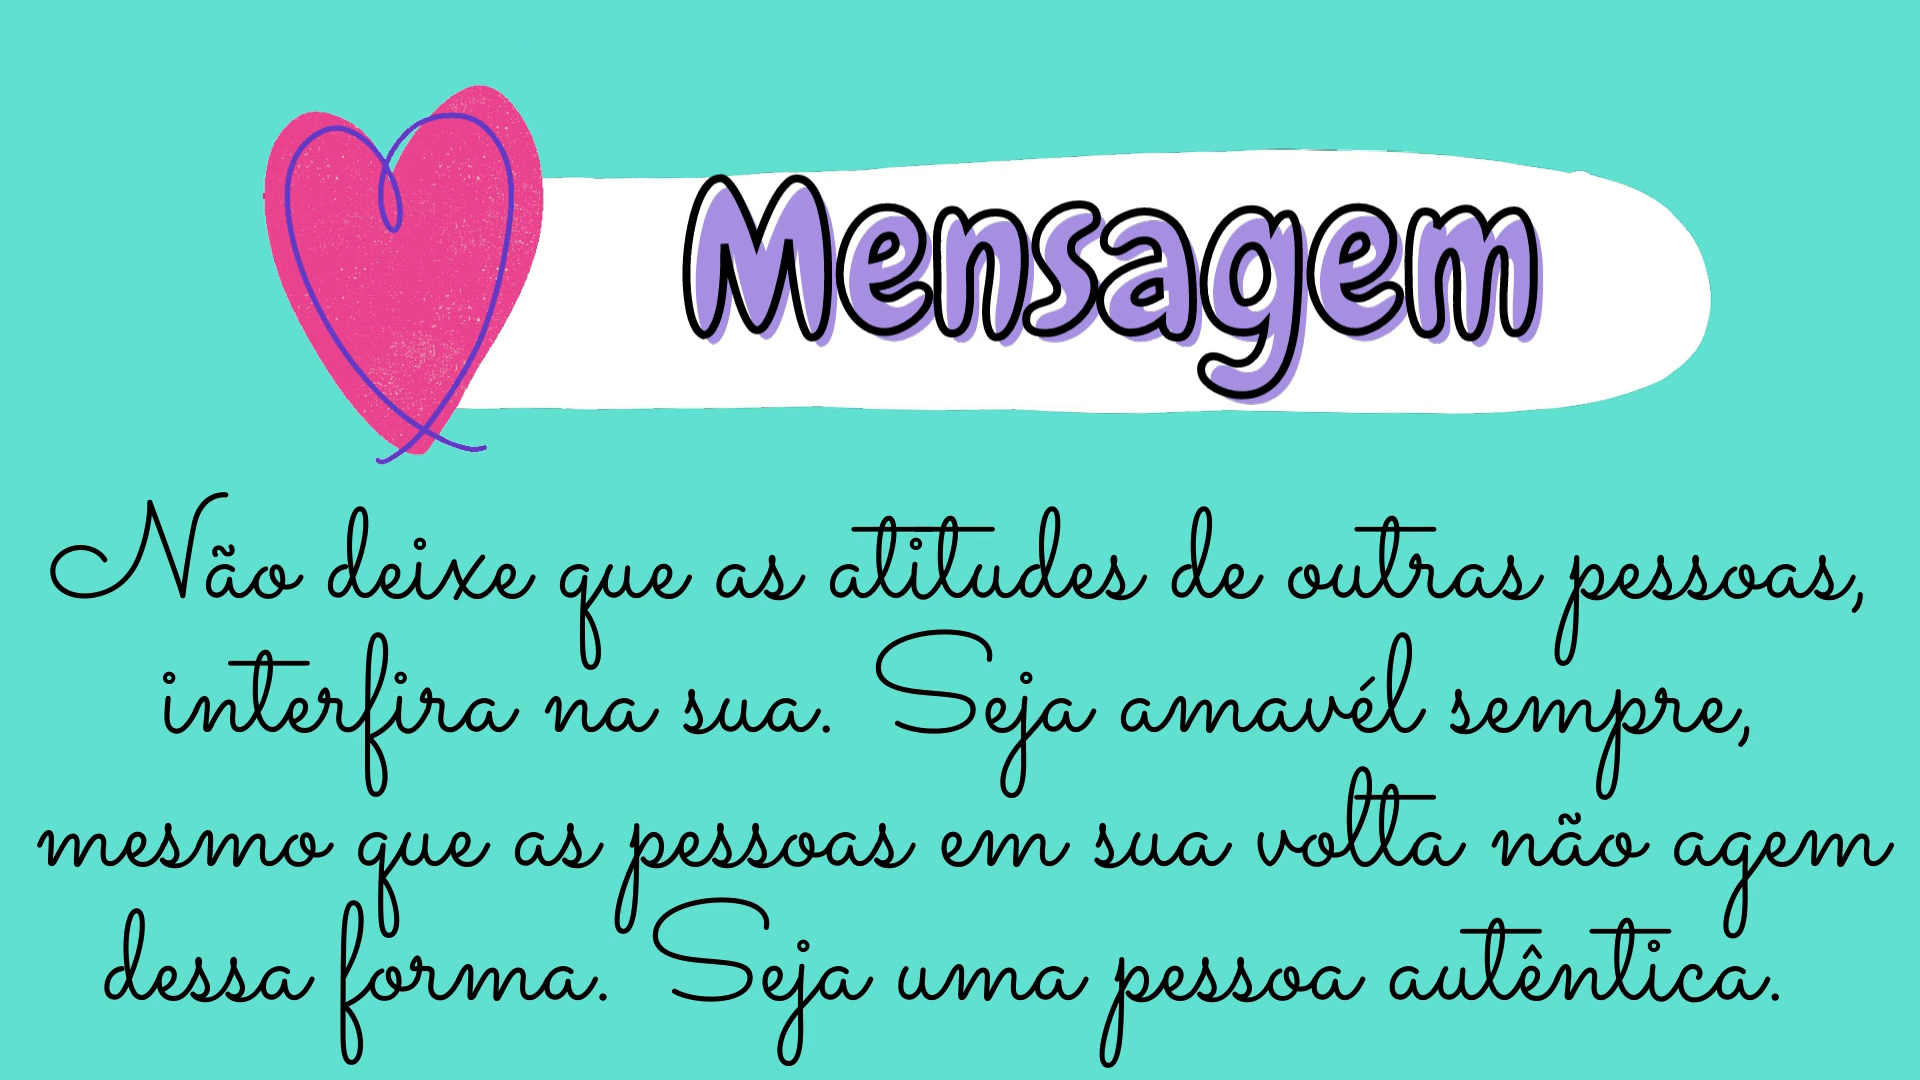 Mensagem
Não deixe que as atitudes de outras pessoas,
interfira na sua. Seja amavél sempre,
mesmo que as pessoas em sua volta não agem
dessa forma. Seja uma pessoa autêntica.